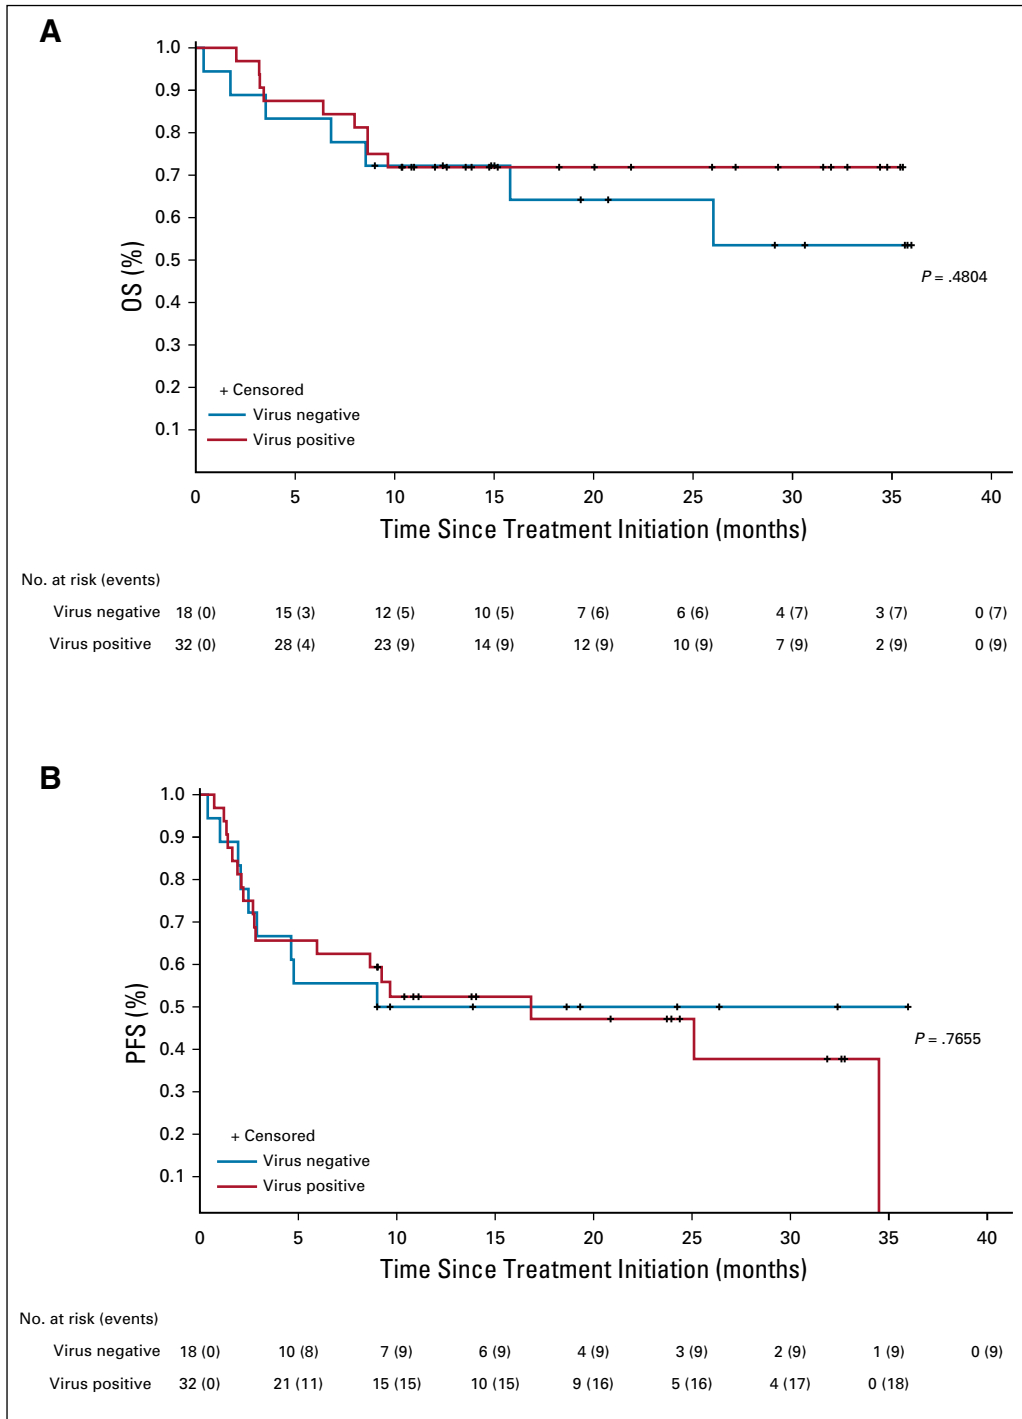 A
1.0
0.9
0.8
0.7
0.6
0.5
0.4
0.3
0.2
0.1
OS (%)
P = .4804
+ Censored
Virus negative
Virus positive
0 5 10 15 20 25 30 35 40
Time Since Treatment Initiation (months)
No. at risk (events)
Virus negative 18 (0) 15 (3) 12 (5) 10 (5) 7 (6) 6 (6) 4 (7) 3 (7) 0 (7)
Virus positive 32 (0) 28 (4) 23 (9) 14 (9) 12 (9) 10 (9) 7 (9) 2 (9) 0 (9)
B
1.0
0.9
0.8
0.7
0.6
0.5
0.4
0.3
0.2
0.1
PFS (%)
P = .7655
+ Censored
Virus negative
Virus positive
0 5 10 15 20 25 30 35 40
Time Since Treatment Initiation (months)
No. at risk (events)
Virus negative 18 (0) 10 (8) 7 (9) 6 (9) 4 (9) 3 (9) 2 (9) 1 (9) 0 (9)
Virus positive 32 (0) 21 (11) 15 (15) 10 (15) 9 (16) 5 (16) 4 (17) 0 (18)